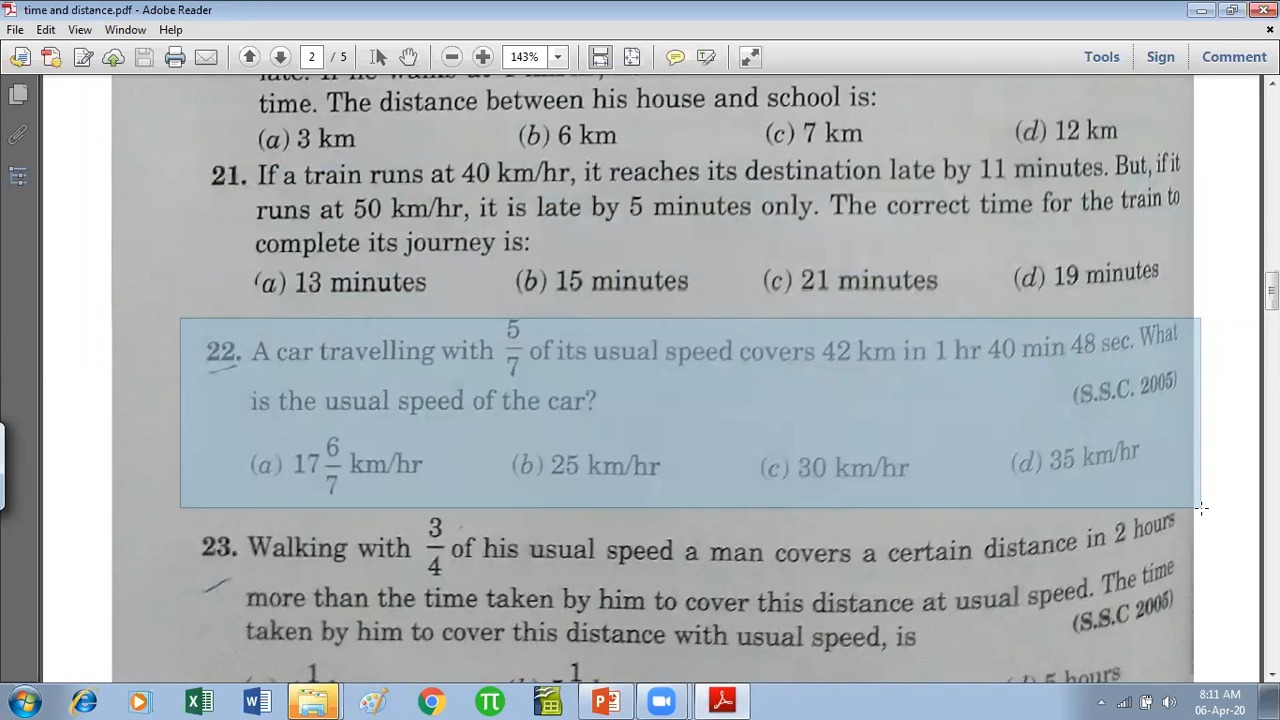 time and distance.pdf - Adobe Reader
File Edit View Window Help
2 / 5 143% Tools Sign Comment
time. The distance between his house and school is:
(a) 3 km (b) 6 km (c) 7 km (d) 12 km
21. If a train runs at 40 km/hr, it reaches its destination late by 11 minutes. But, if it
runs at 50 km/hr, it is late by 5 minutes only. The correct time for the train to
complete its journey is:
(a) 13 minutes (b) 15 minutes (c) 21 minutes (d) 19 minutes
22. A car travelling with 5/7 of its usual speed covers 42 km in 1 hr 40 min 48 sec. What
is the usual speed of the car? (S.S.C. 2005)
(a) 17 6/7 km/hr (b) 25 km/hr (c) 30 km/hr (d) 35 km/hr
23. Walking with 3/4 of his usual speed a man covers a certain distance in 2 hours
more than the time taken by him to cover this distance at usual speed. The time
taken by him to cover this distance with usual speed, is (S.S.C 2005)
8:11 AM
06-Apr-20